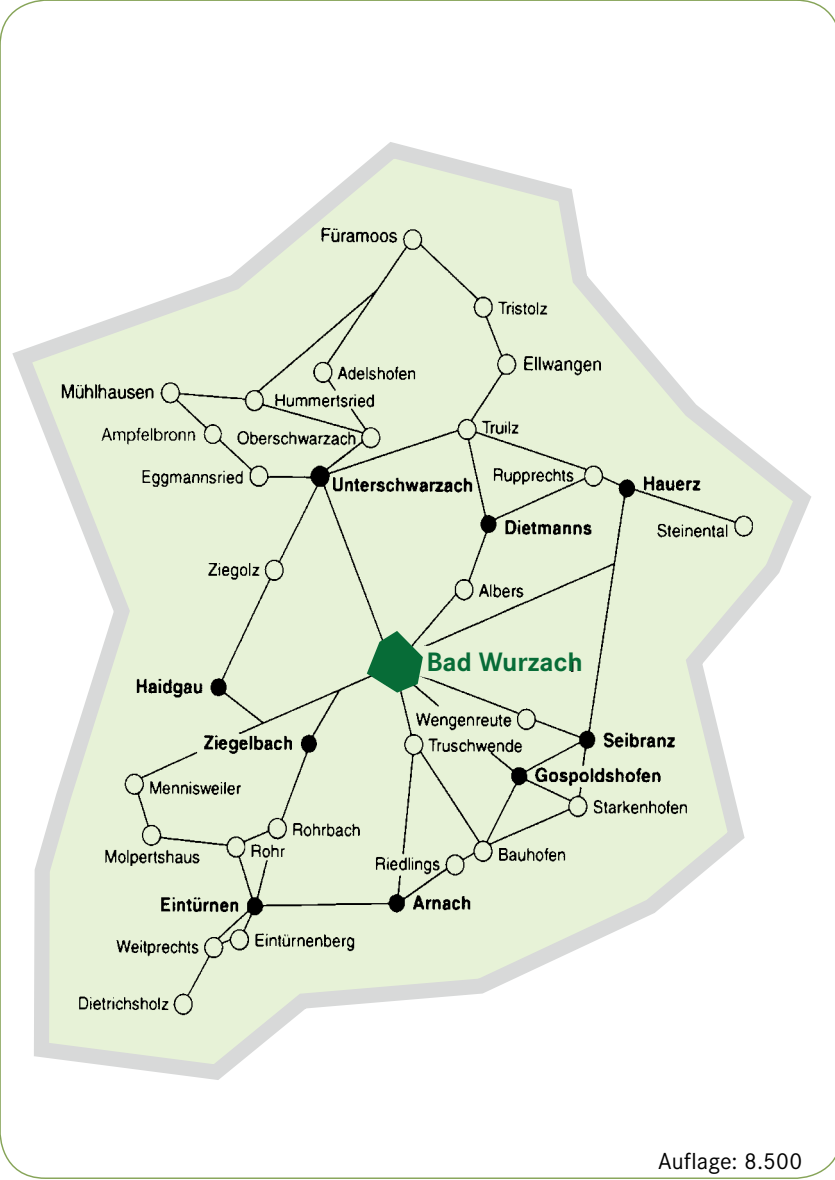 Füramoos
Tristolz
Ellwangen
Adelshofen
Mühlhausen
Hummertsried
Ampfelbronn
Oberschwarzach
Truilz
Eggmannsried
Unterschwarzach
Rupprechts
Hauerz
Dietmanns
Steinental
Ziegolz
Albers
Bad Wurzach
Haidgau
Wengenreute
Ziegelbach
Truschwende
Seibranz
Gospoldshofen
Mennisweiler
Starkenhofen
Rohrbach
Molpertshaus
Rohr
Riedlings
Bauhofen
Eintürnen
Arnach
Weitprechts
Eintürnenberg
Dietrichsholz
Auflage: 8.500